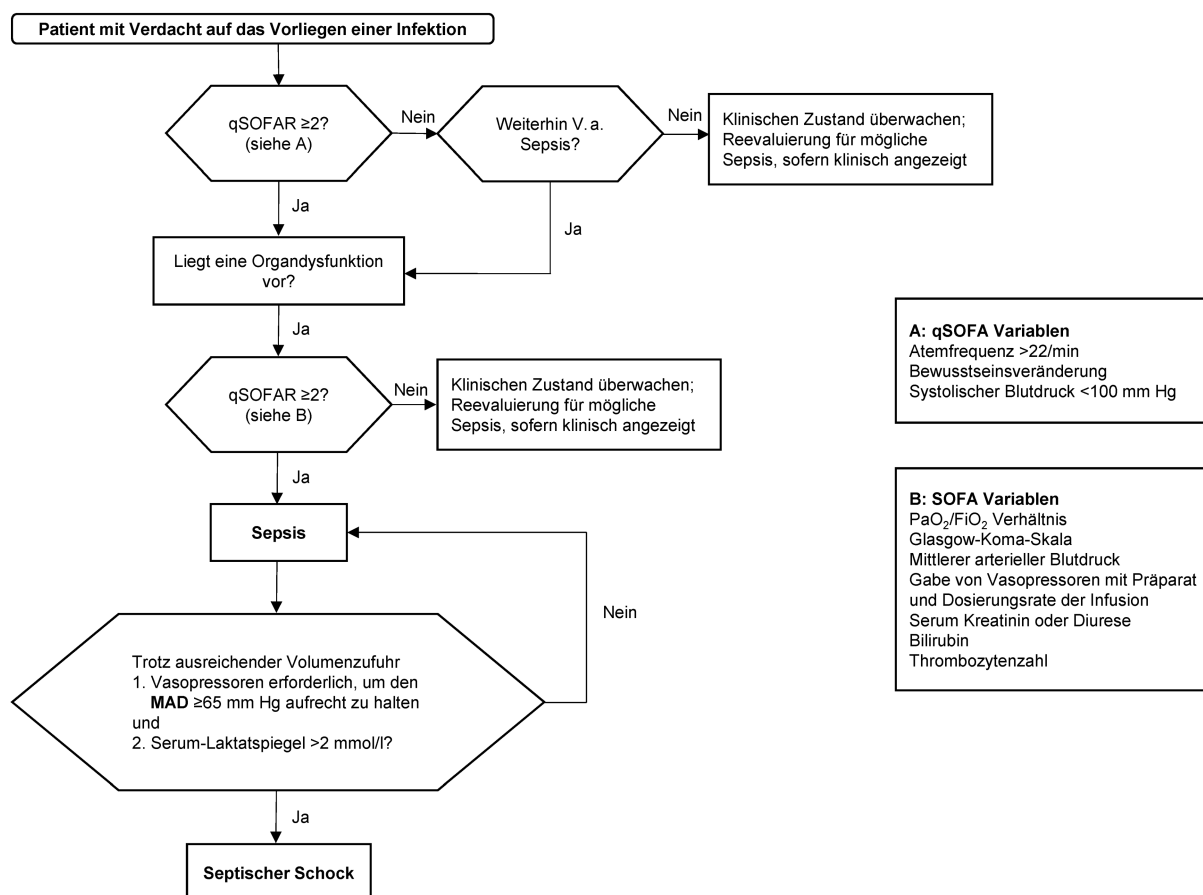 Patient mit Verdacht auf das Vorliegen einer Infektion
qSOFAR ≥2?
(siehe A)
Nein
Weiterhin V. a.
Sepsis?
Nein
Klinischen Zustand überwachen;
Reevaluierung für mögliche
Sepsis, sofern klinisch angezeigt
Ja
Ja
Liegt eine Organdysfunktion
vor?
Ja
qSOFAR ≥2?
(siehe B)
Nein
Klinischen Zustand überwachen;
Reevaluierung für mögliche
Sepsis, sofern klinisch angezeigt
Ja
Sepsis
Nein
Trotz ausreichender Volumenzufuhr
1. Vasopressoren erforderlich, um den
MAD ≥65 mm Hg aufrecht zu halten
und
2. Serum-Laktatspiegel >2 mmol/l?
Ja
Septischer Schock
A: qSOFA Variablen
Atemfrequenz >22/min
Bewusstseinsveränderung
Systolischer Blutdruck <100 mm Hg
B: SOFA Variablen
PaO₂/FiO₂ Verhältnis
Glasgow-Koma-Skala
Mittlerer arterieller Blutdruck
Gabe von Vasopressoren mit Präparat
und Dosierungsrate der Infusion
Serum Kreatinin oder Diurese
Bilirubin
Thrombozytenzahl